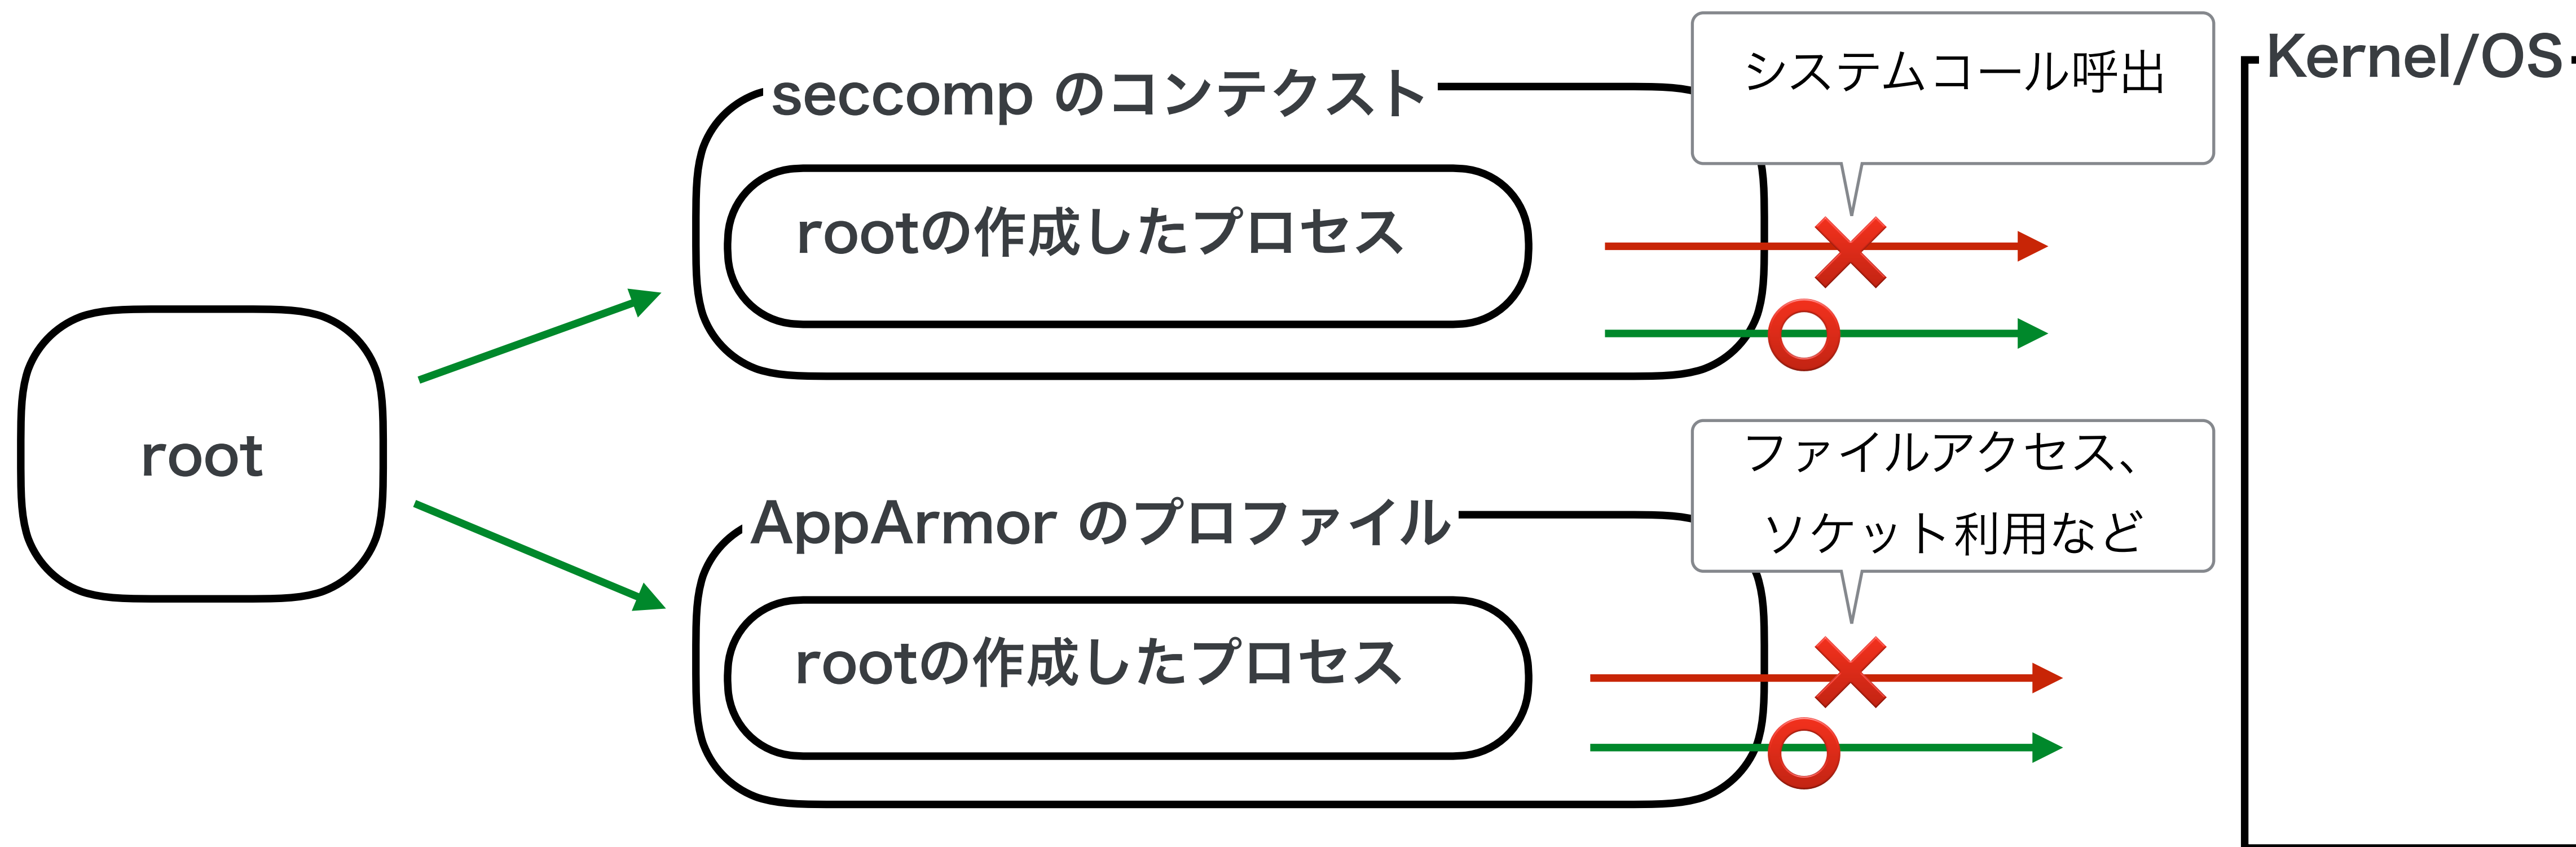 システムコール呼出
Kernel/OS
seccomp のコンテクスト
rootの作成したプロセス
root
ファイルアクセス、
ソケット利用など
AppArmor のプロファイル
rootの作成したプロセス